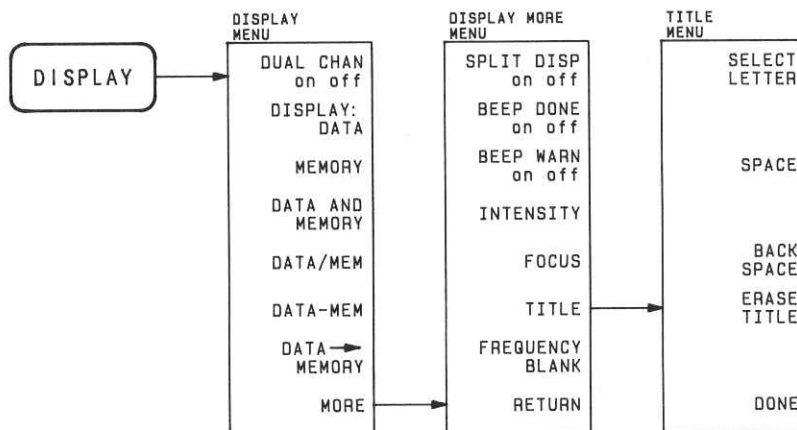 DISPLAY
DISPLAY
MENU
DUAL CHAN
on off
DISPLAY:
DATA
MEMORY
DATA AND
MEMORY
DATA/MEM
DATA-MEM
DATA→
MEMORY
MORE
DISPLAY MORE
MENU
SPLIT DISP
on off
BEEP DONE
on off
BEEP WARN
on off
INTENSITY
FOCUS
TITLE
FREQUENCY
BLANK
RETURN
TITLE
MENU
SELECT
LETTER
SPACE
BACK
SPACE
ERASE
TITLE
DONE